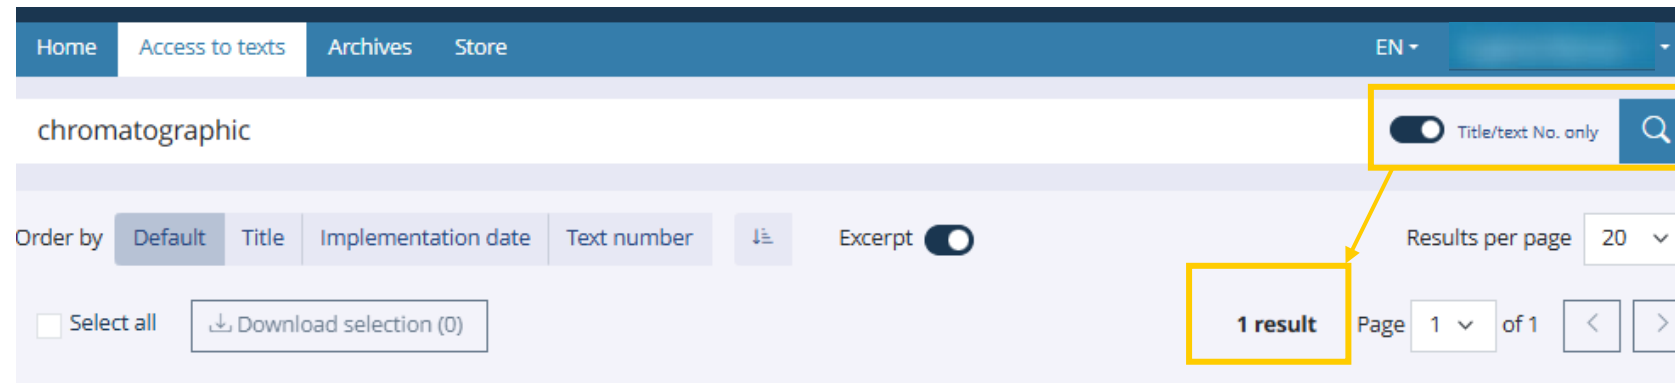 Home Access to texts Archives Store EN
chromatographic Title/text No. only
Order by Default Title Implementation date Text number Excerpt Results per page 20
Select all Download selection (0) 1 result Page 1 of 1